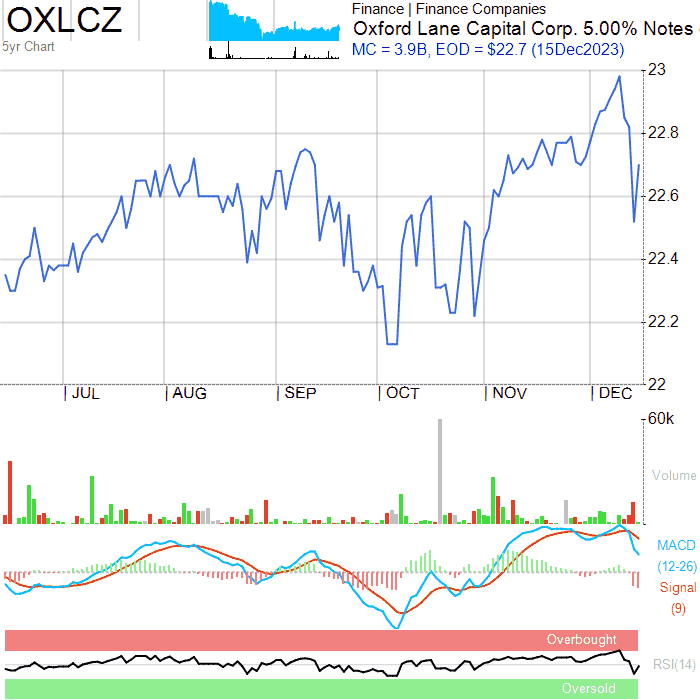 OXLCZ
5yr Chart
Finance | Finance Companies
Oxford Lane Capital Corp. 5.00% Notes
MC = 3.9B, EOD = $22.7 (15Dec2023)
23
22.8
22.6
22.4
22.2
22
| JUL | AUG | SEP | OCT | NOV | DEC
60k
Volume
MACD
(12-26)
Signal
(9)
Overbought
RSI(14)
Oversold